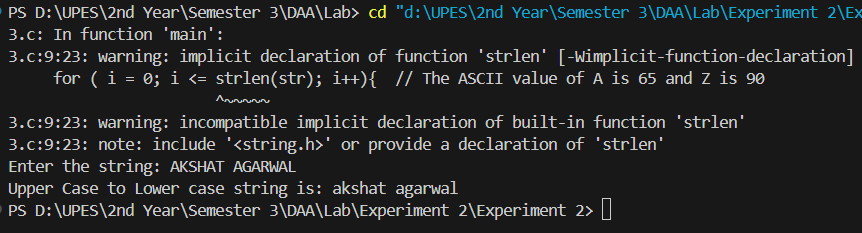 PS D:\UPES\2nd Year\Semester 3\DAA\Lab> cd "d:\UPES\2nd Year\Semester 3\DAA\Lab\Experiment 2\Ex
3.c: In function 'main':
3.c:9:23: warning: implicit declaration of function 'strlen' [-Wimplicit-function-declaration]
     for ( i = 0; i <= strlen(str); i++){  // The ASCII value of A is 65 and Z is 90
                       ^~~~~~
3.c:9:23: warning: incompatible implicit declaration of built-in function 'strlen'
3.c:9:23: note: include '<string.h>' or provide a declaration of 'strlen'
Enter the string: AKSHAT AGARWAL
Upper Case to Lower case string is: akshat agarwal
PS D:\UPES\2nd Year\Semester 3\DAA\Lab\Experiment 2\Experiment 2>